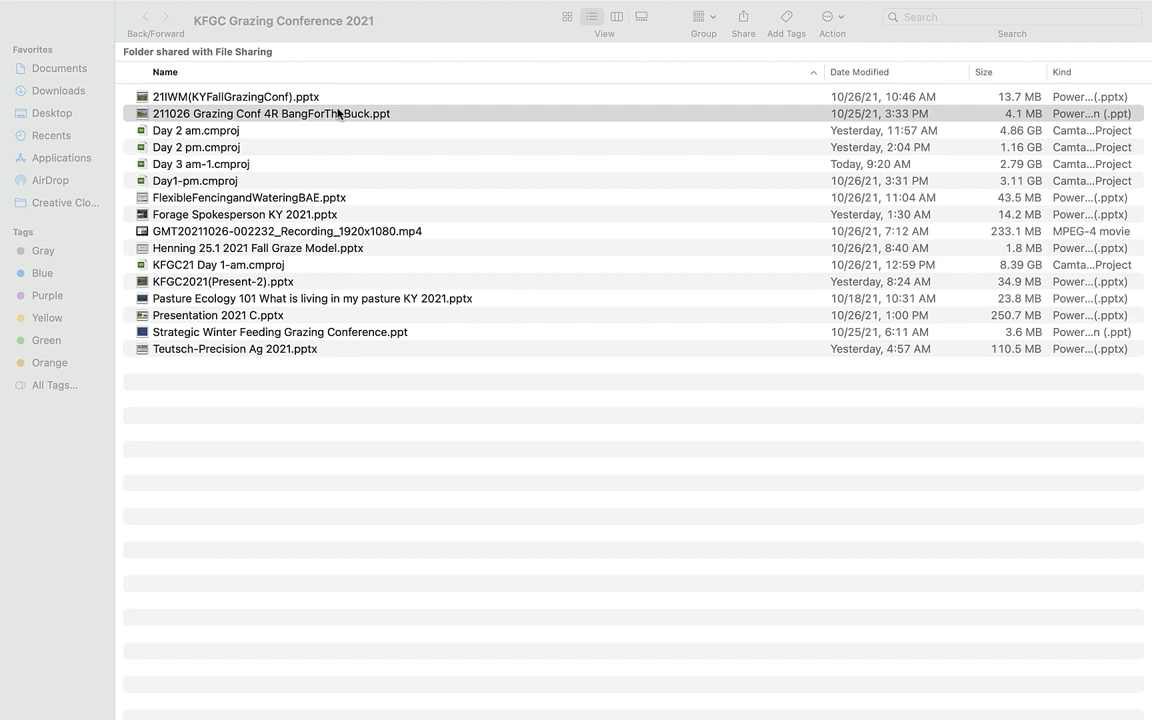 KFGC Grazing Conference 2021
Back/Forward
View
Group
Share
Add Tags
Action
Search
Search
Folder shared with File Sharing
Favorites
Documents
Downloads
Desktop
Recents
Applications
AirDrop
Creative Clo...
Tags
Gray
Blue
Purple
Yellow
Green
Orange
All Tags...
Name Date Modified Size Kind
21IWM(KYFallGrazingConf).pptx 10/26/21, 10:46 AM 13.7 MB Power...(.pptx)
211026 Grazing Conf 4R BangForTheBuck.ppt 10/25/21, 3:33 PM 4.1 MB Power...n (.ppt)
Day 2 am.cmproj Yesterday, 11:57 AM 4.86 GB Camta...Project
Day 2 pm.cmproj Yesterday, 2:04 PM 1.16 GB Camta...Project
Day 3 am-1.cmproj Today, 9:20 AM 2.79 GB Camta...Project
Day1-pm.cmproj 10/26/21, 3:31 PM 3.11 GB Camta...Project
FlexibleFencingandWateringBAE.pptx 10/26/21, 11:04 AM 43.5 MB Power...(.pptx)
Forage Spokesperson KY 2021.pptx Yesterday, 1:30 AM 14.2 MB Power...(.pptx)
GMT20211026-002232_Recording_1920x1080.mp4 10/26/21, 7:12 AM 233.1 MB MPEG-4 movie
Henning 25.1 2021 Fall Graze Model.pptx 10/26/21, 8:40 AM 1.8 MB Power...(.pptx)
KFGC21 Day 1-am.cmproj 10/26/21, 12:59 PM 8.39 GB Camta...Project
KFGC2021(Present-2).pptx Yesterday, 8:24 AM 34.9 MB Power...(.pptx)
Pasture Ecology 101 What is living in my pasture KY 2021.pptx 10/18/21, 10:31 AM 23.8 MB Power...(.pptx)
Presentation 2021 C.pptx 10/26/21, 1:00 PM 250.7 MB Power...(.pptx)
Strategic Winter Feeding Grazing Conference.ppt 10/25/21, 6:11 AM 3.6 MB Power...n (.ppt)
Teutsch-Precision Ag 2021.pptx Yesterday, 4:57 AM 110.5 MB Power...(.pptx)